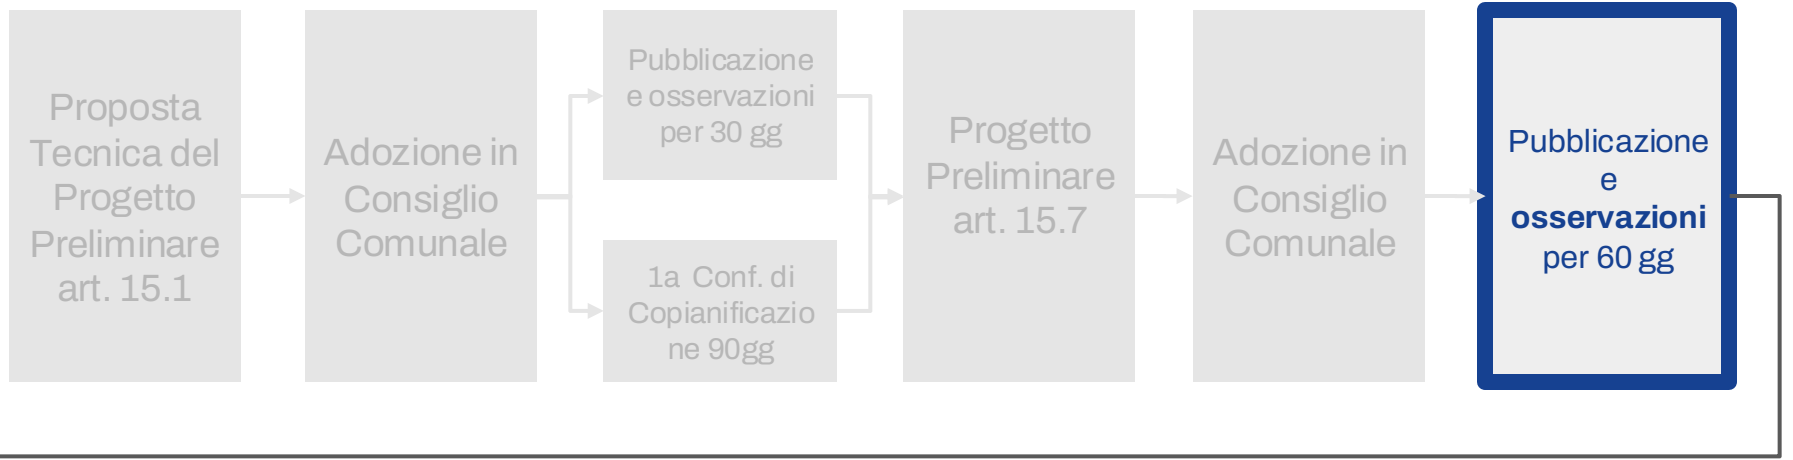 Proposta
Tecnica del
Progetto
Preliminare
art. 15.1
Adozione in
Consiglio
Comunale
Pubblicazione
e osservazioni
per 30 gg
1a Conf. di
Copianificazio
ne 90gg
Progetto
Preliminare
art. 15.7
Adozione in
Consiglio
Comunale
Pubblicazione
e
osservazioni
per 60 gg